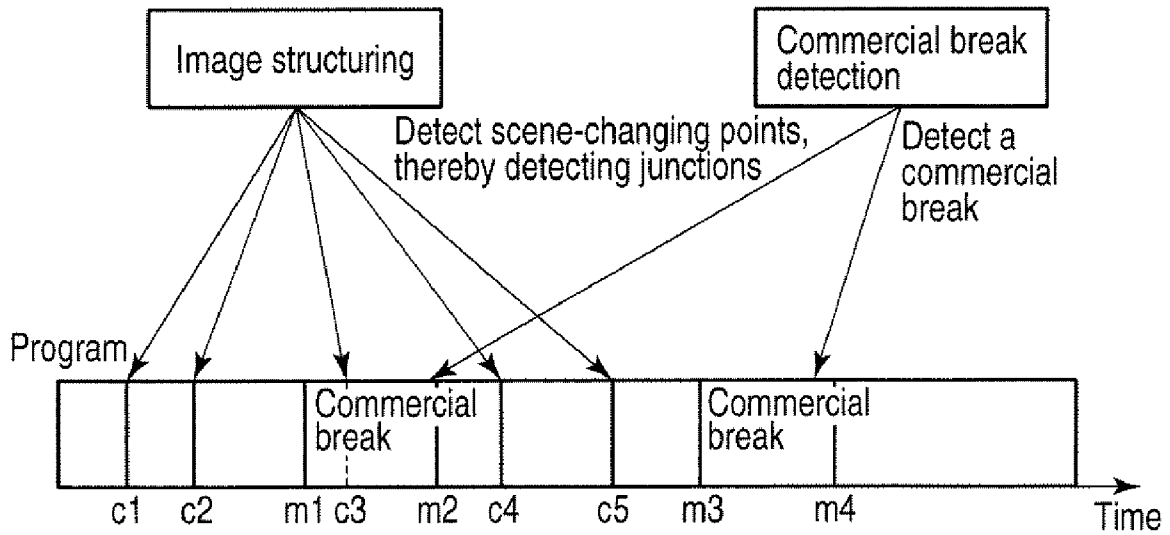 Image structuring
Commercial break
detection
Detect scene-changing points,
thereby detecting junctions
Detect a
commercial
break
Program
Commercial
break
Commercial
break
c1 c2 m1 c3 m2 c4 c5 m3 m4
Time